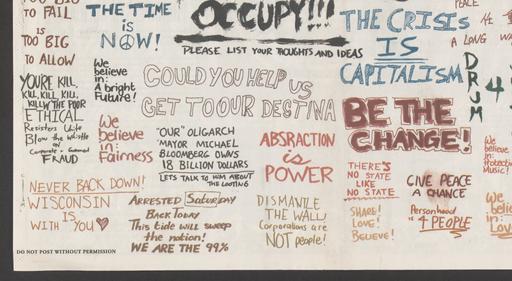 TO FAIL
IS
TOO BIG
TO ALLOW
THE TIME
is
NOW!
OCCUPY!!!
PLEASE LIST YOUR THOUGHTS AND IDEAS
THE CRISIS
IS
CAPITALISM
PEACE
A LONG
D
R
J
M
4
YOU'RE KILL,
KILL, KILL, KILL,
KILL'N THE POOR
ETHICAL
Resisters Unite
Blow the whistle
on
Corporate + Government
FRAUD
We
believe
in:
A bright
Future!
We
believe
in:
Fairness
COULD YOU HELP US
GET TO OUR DESTINA
"OUR" OLIGARCH
MAYOR MICHAEL
BLOOMBERG OWNS
18 BILLION DOLLARS
LET'S TALK TO HIM ABOUT
THE LOOTING
ABSRACTION
is
POWER
BE THE
CHANGE!
NEVER BACK DOWN!
WISCONSIN
IS
WITH YOU
ARRESTED Saturday
Back Today
This tide will sweep
the nation!
WE ARE THE 99%
DISMANTLE
THE WALL!
Corporations are
NOT people!
THERE'S
NO STATE
LIKE
NO STATE
SHARE!
LOVE!
BELIEVE!
GIVE PEACE
A CHANCE
Personhood
is 4 PEOPLE
We
believe
in:
Music!
We
believe
in:
Love
DO NOT POST WITHOUT PERMISSION